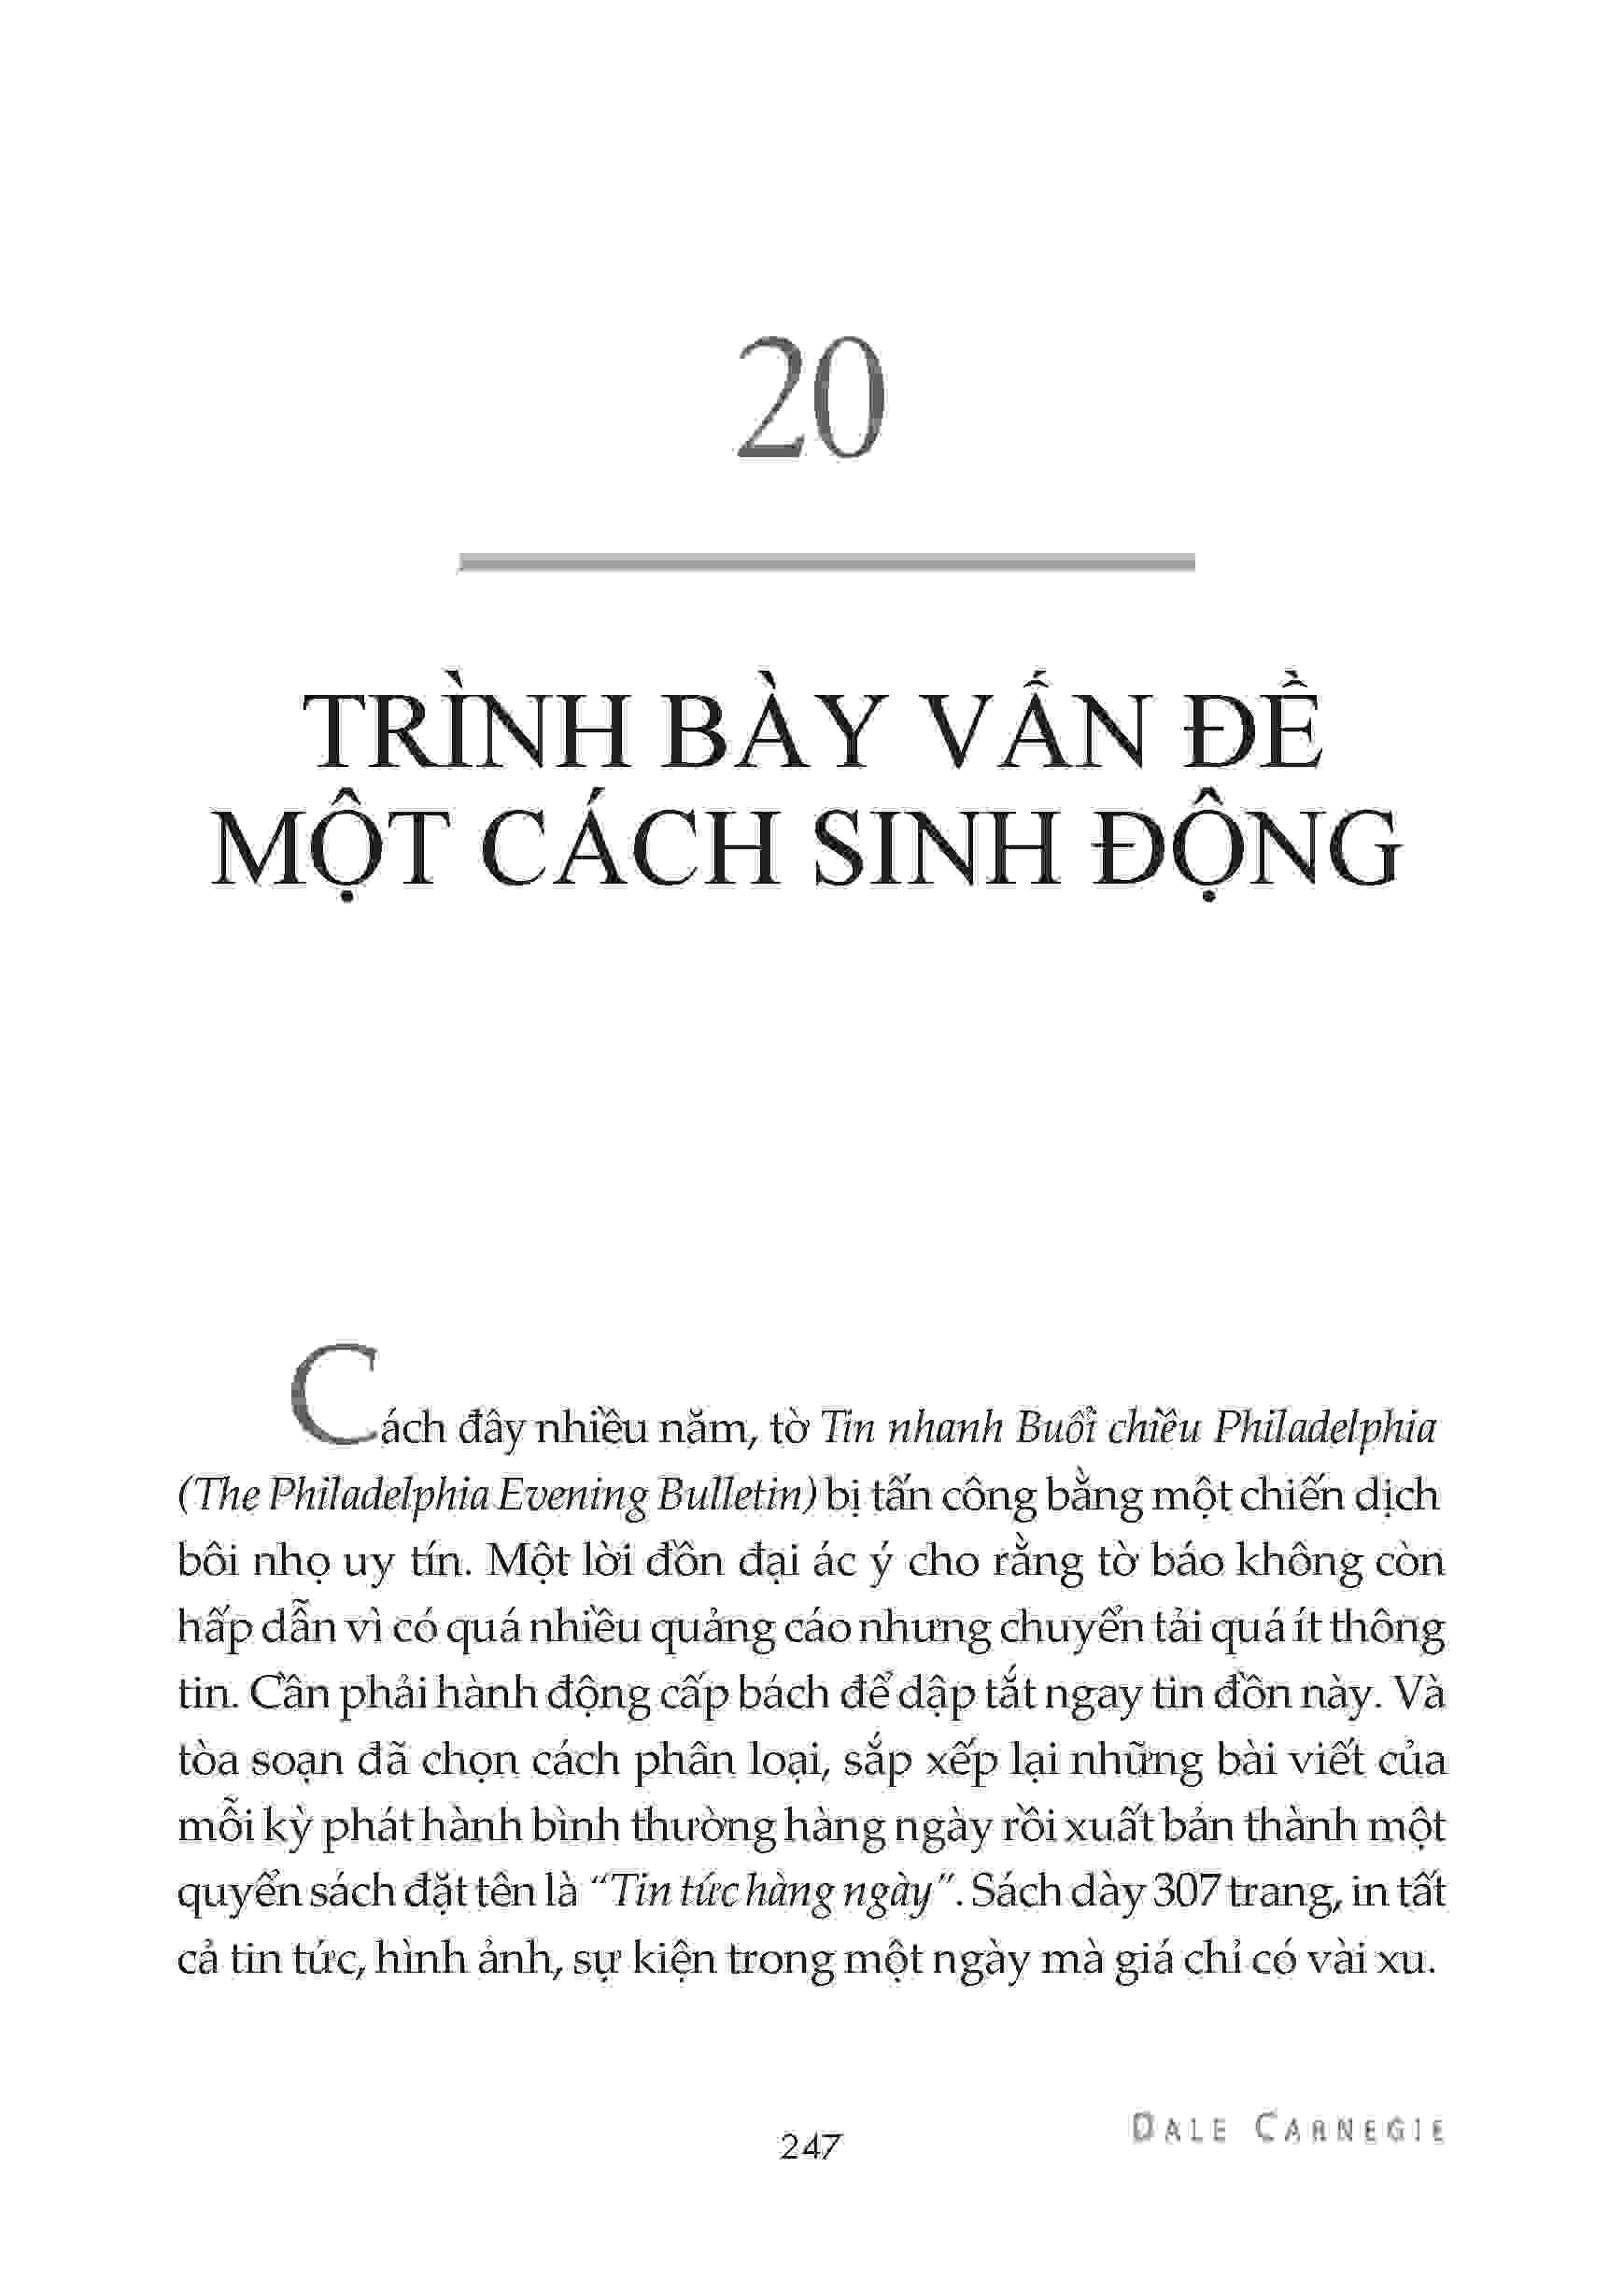 20
TRÌNH BÀY VẤN ĐỀ
MỘT CÁCH SINH ĐỘNG
Cách đây nhiều năm, tờ Tin nhanh Buổi chiều Philadelphia
(The Philadelphia Evening Bulletin) bị tấn công bằng một chiến dịch
bôi nhọ uy tín. Một lời đồn đại ác ý cho rằng tờ báo không còn
hấp dẫn vì có quá nhiều quảng cáo nhưng chuyển tải quá ít thông
tin. Cần phải hành động cấp bách để dập tắt ngay tin đồn này. Và
tòa soạn đã chọn cách phân loại, sắp xếp lại những bài viết của
mỗi kỳ phát hành bình thường hàng ngày rồi xuất bản thành một
quyển sách đặt tên là “Tin tức hàng ngày”. Sách dày 307 trang, in tất
cả tin tức, hình ảnh, sự kiện trong một ngày mà giá chỉ có vài xu.
247
DALE CARNEGIE